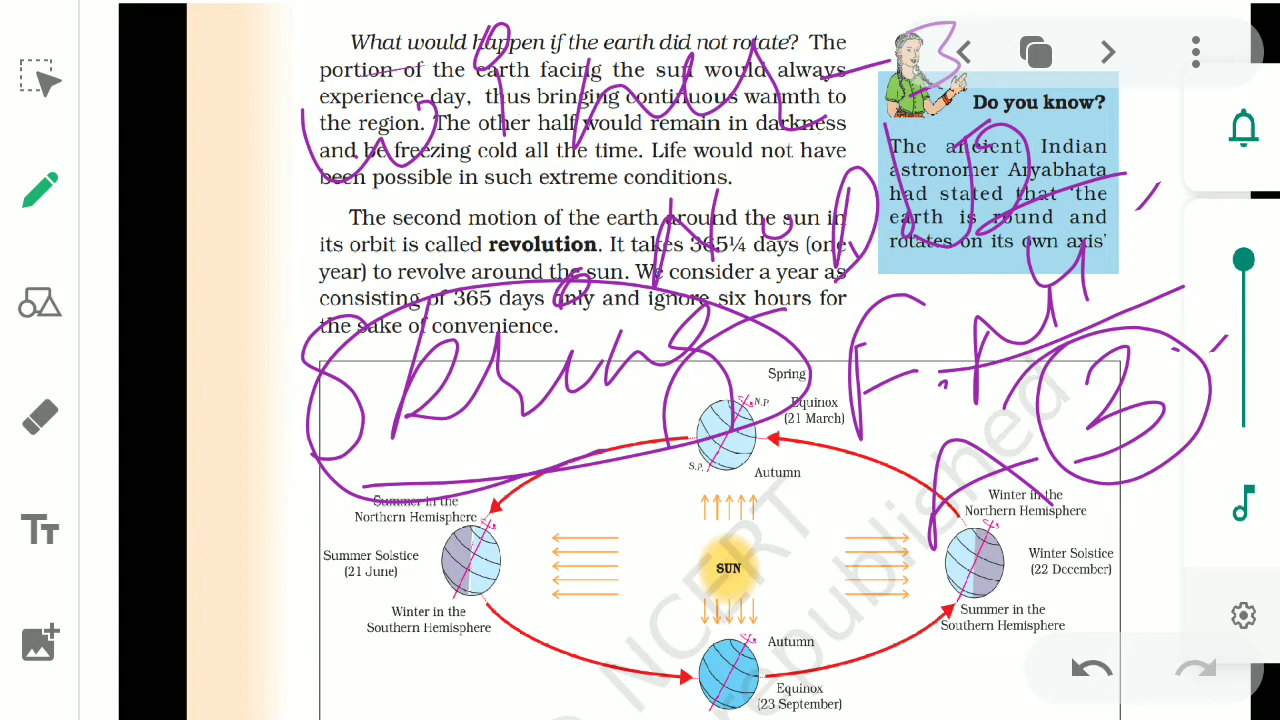 What would happen if the earth did not rotate? The
portion of the earth facing the sun would always
experience day, thus bringing continuous warmth to
the region. The other half would remain in darkness
and be freezing cold all the time. Life would not have
been possible in such extreme conditions.
The second motion of the earth around the sun in
its orbit is called revolution. It takes 365¼ days (one
year) to revolve around the sun. We consider a year as
consisting of 365 days only and ignore six hours for
the sake of convenience.
Do you know?
The ancient Indian
astronomer Aryabhata
had stated that 'the
earth is round and
rotates on its own axis'
3
N. D J
F. M
Spring
3
Spring
N.P.
Equinox
(21 March)
S.P.
Autumn
Summer in the
Northern Hemisphere
Summer Solstice
(21 June)
Winter in the
Southern Hemisphere
SUN
Winter in the
Northern Hemisphere
Winter Solstice
(22 December)
Summer in the
Southern Hemisphere
Autumn
Equinox
(23 September)
NCERT
republished
Tт